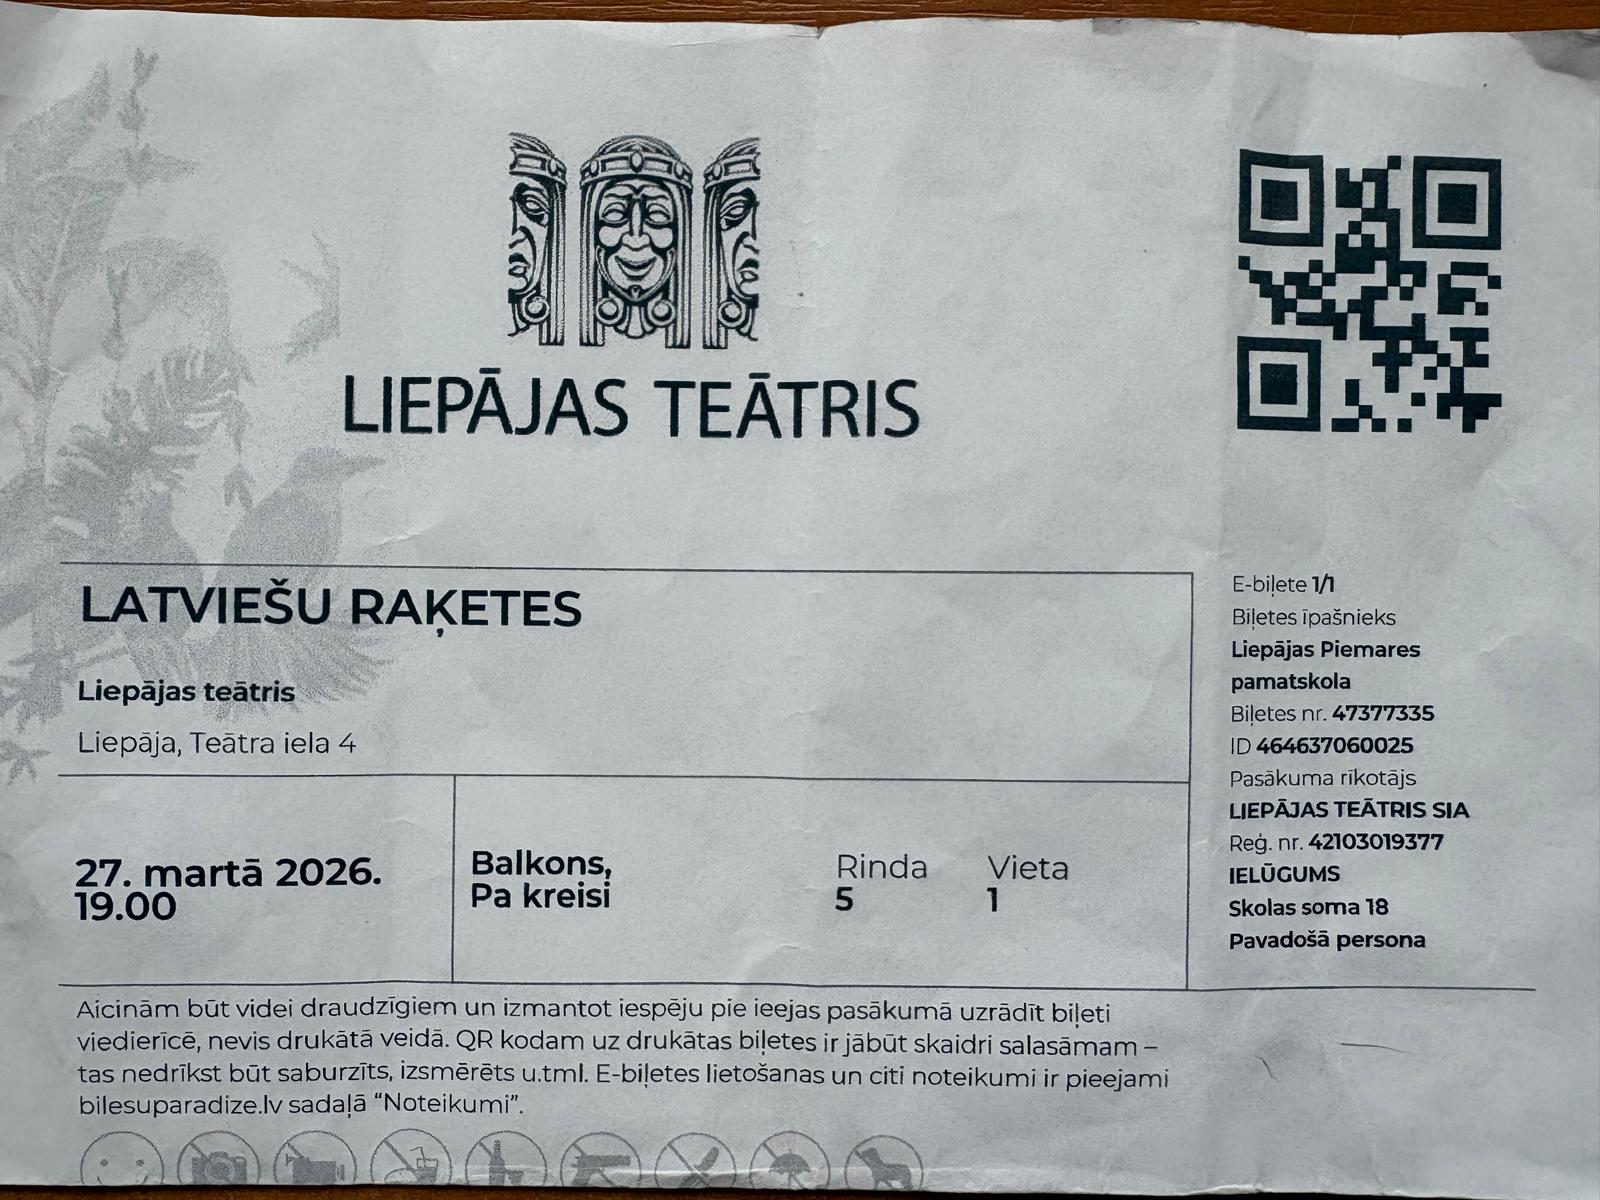 LIEPĀJAS TEĀTRIS
LATVIEŠU RAĶETES
Liepājas teātris
Liepāja, Teātra iela 4
27. martā 2026.
19.00
Balkons,
Pa kreisi
Rinda
5
Vieta
1
E-biļete 1/1
Biļetes īpašnieks
Liepājas Piemares
pamatskola
Biļetes nr. 47377335
ID 464637060025
Pasākuma rīkotājs
LIEPĀJAS TEĀTRIS SIA
Reģ. nr. 42103019377
IELŪGUMS
Skolas soma 18
Pavadošā persona
Aicinām būt videi draudzīgiem un izmantot iespēju pie ieejas pasākumā uzrādīt biļeti
viedierīcē, nevis drukātā veidā. QR kodam uz drukātas biļetes ir jābūt skaidri salasāmam –
tas nedrīkst būt saburzīts, izsmērēts u.tml. E-biļetes lietošanas un citi noteikumi ir pieejami
bilesuparadize.lv sadaļā “Noteikumi”.